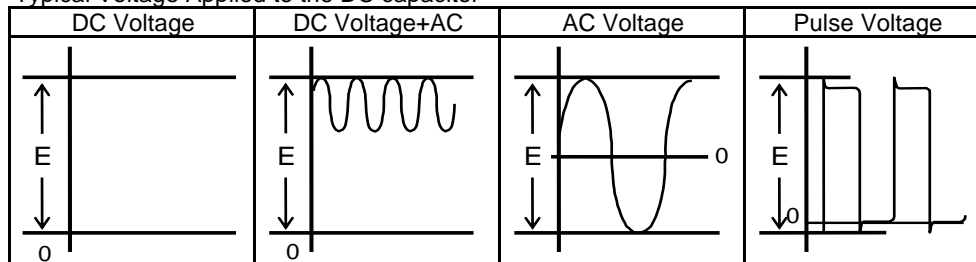 Typical Voltage Applied to the DC capacitor
DC Voltage DC Voltage+AC AC Voltage Pulse Voltage
E E E 0 E
0
0 0